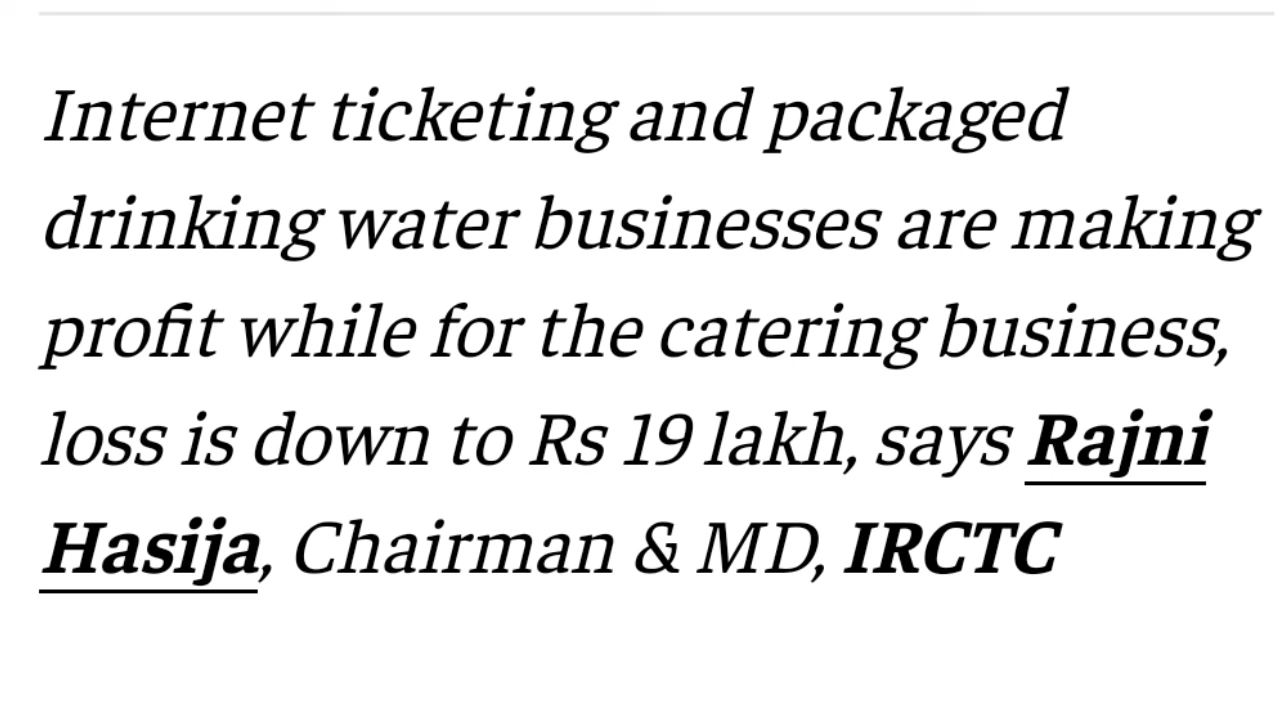 Internet ticketing and packaged
drinking water businesses are making
profit while for the catering business,
loss is down to Rs 19 lakh, says Rajni
Hasija, Chairman & MD, IRCTC